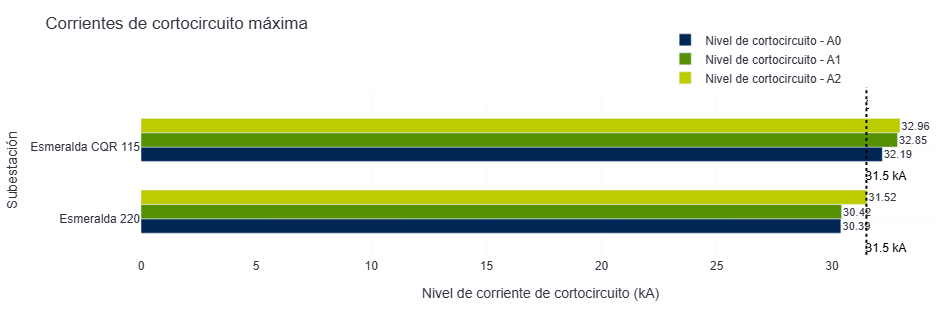 Corrientes de cortocircuito máxima
Nivel de cortocircuito - A0
Nivel de cortocircuito - A1
Nivel de cortocircuito - A2
Subestación
Esmeralda CQR 115
32.96
32.85
32.19
31.5 kA
Esmeralda 220
31.52
30.42
30.39
31.5 kA
0 5 10 15 20 25 30
Nivel de corriente de cortocircuito (kA)